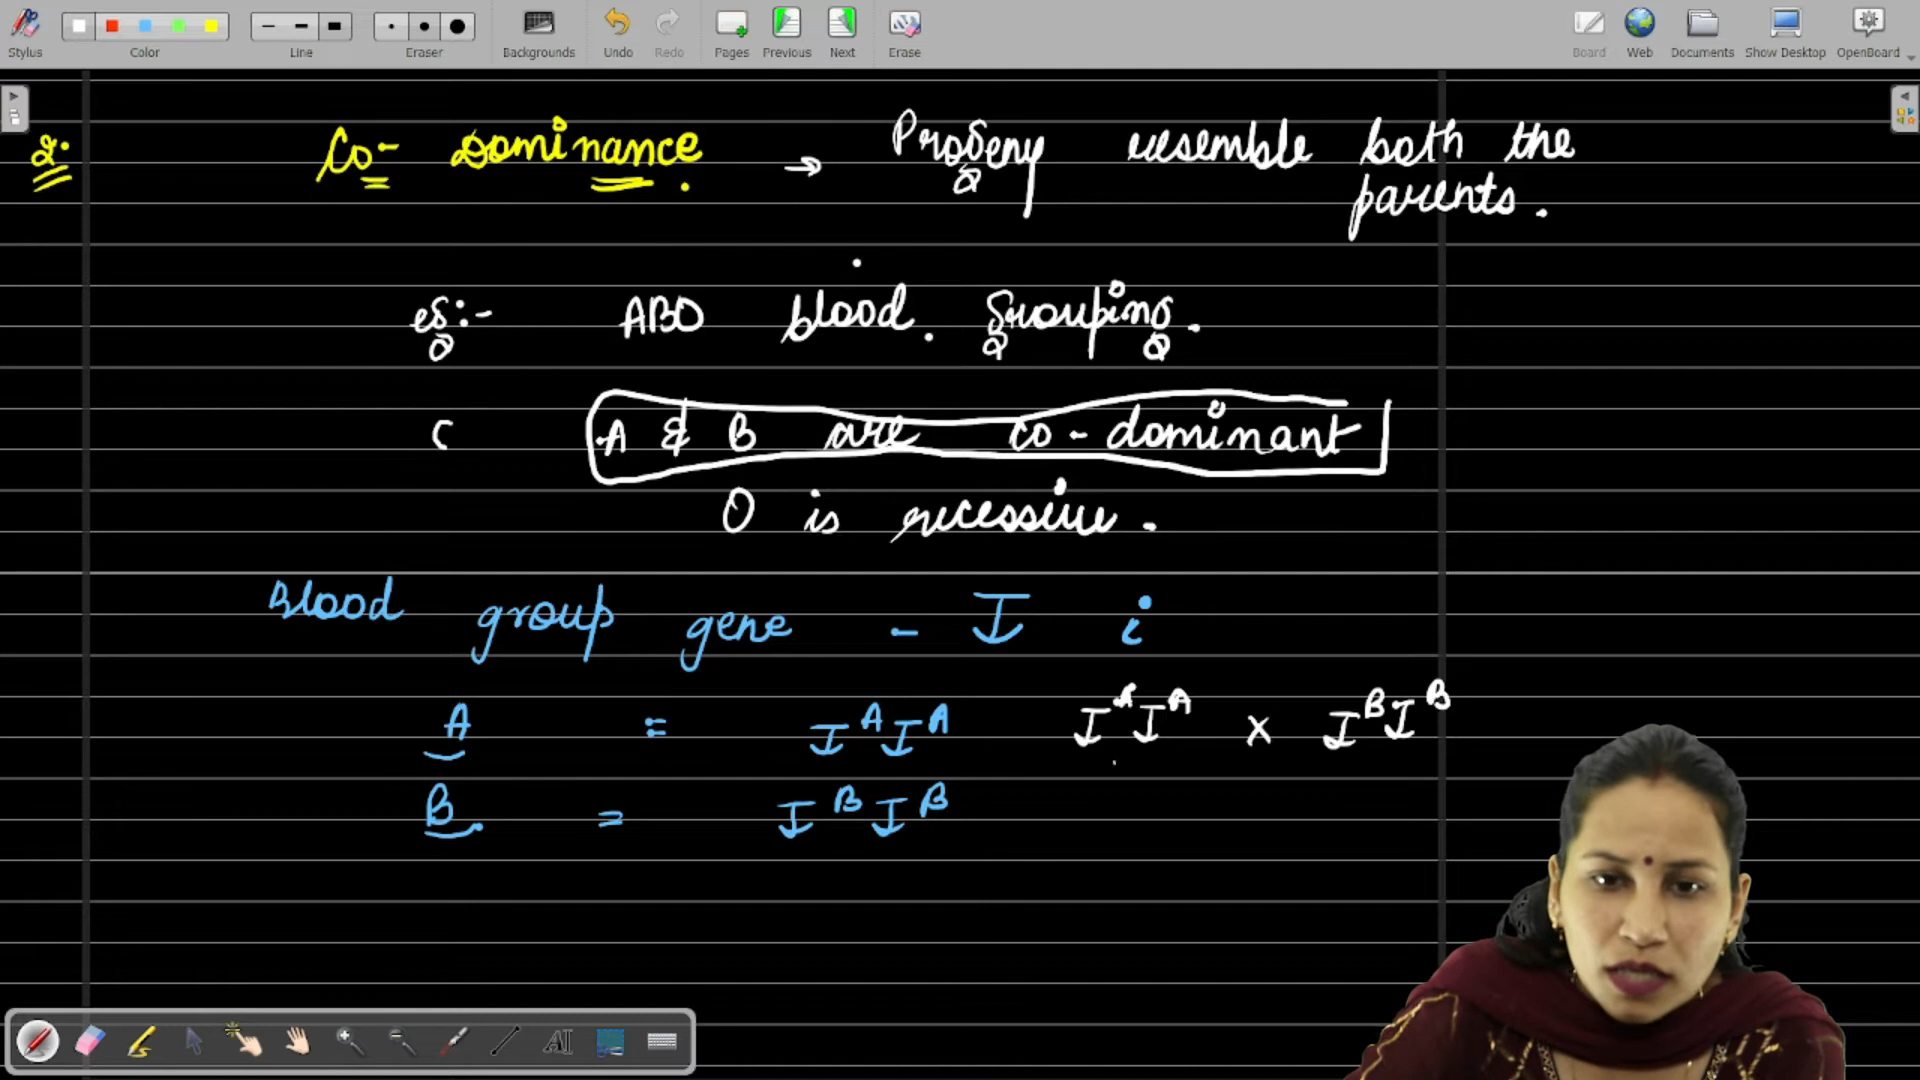 Stylus Color Line Eraser Backgrounds Undo Redo Pages Previous Next Erase Board Web Documents Show Desktop OpenBoard
2. Co- Dominance. → Progeny resemble both the
parents.
eg:- ABO blood. grouping.
C A & B are co-dominant
O is recessive.
Blood group gene - I i
A = I^A I^A I^A I^A x I^B I^B
B = I^B I^B